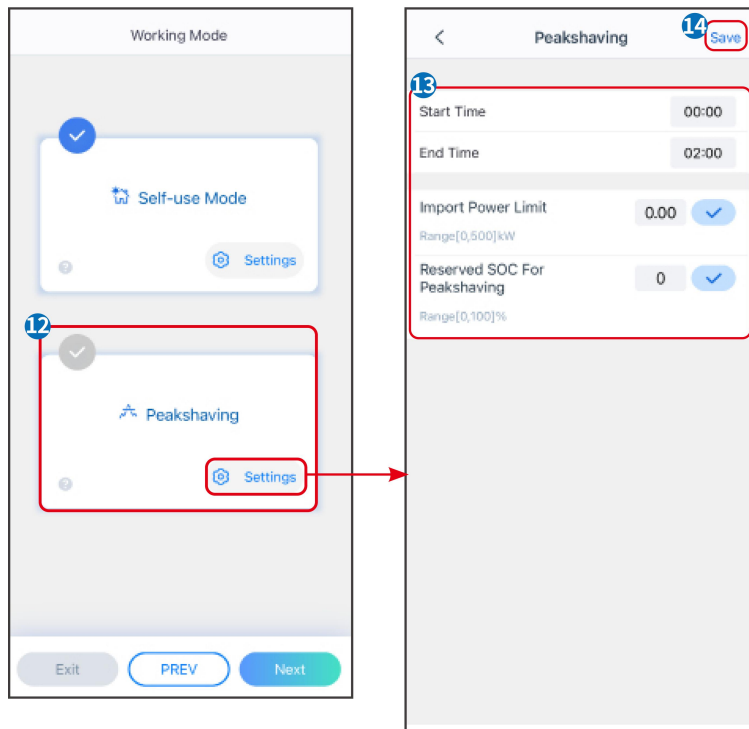 Working Mode
Self-use Mode
Settings
12
Peakshaving
Settings
Exit
PREV
Next
Peakshaving
14
Save
13
Start Time
00:00
End Time
02:00
Import Power Limit
0.00
Range[0,500]kW
Reserved SOC For
Peakshaving
0
Range[0,100]%